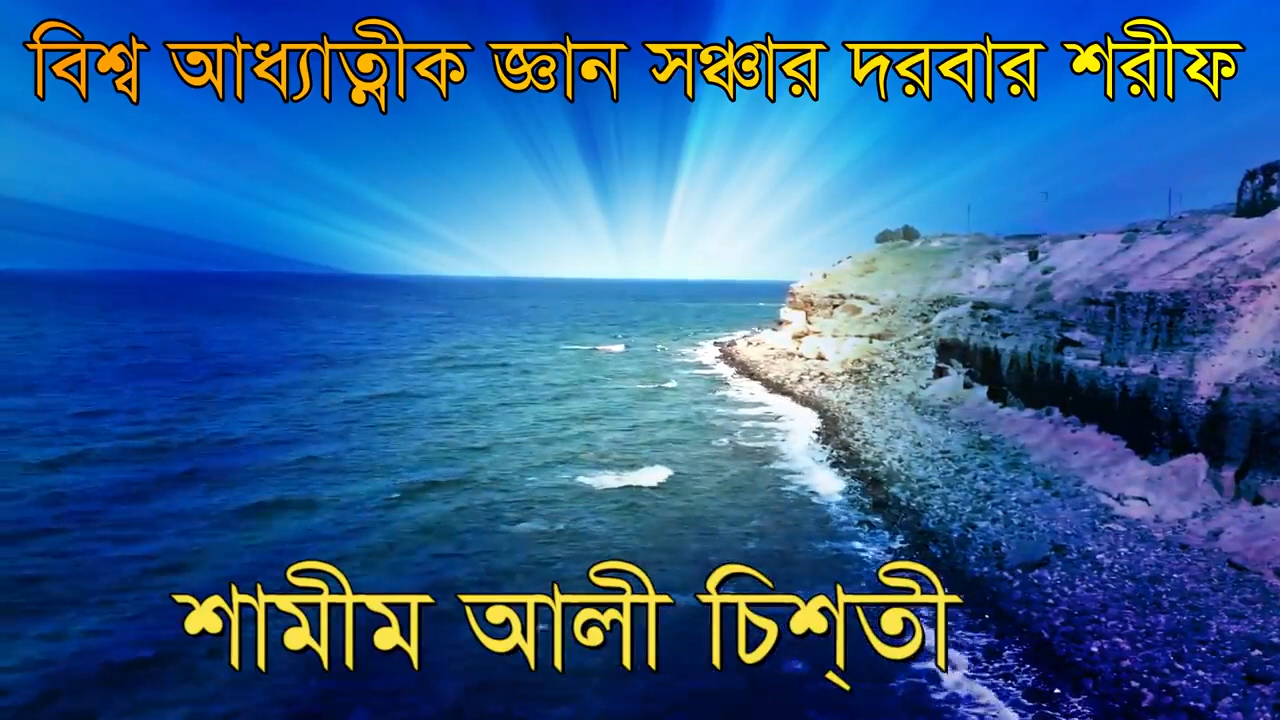 বিশ্ব আধ্যাত্নীক জ্ঞান সঞ্চার দরবার শরীফ
শামীম আলী চিশ্‌তী